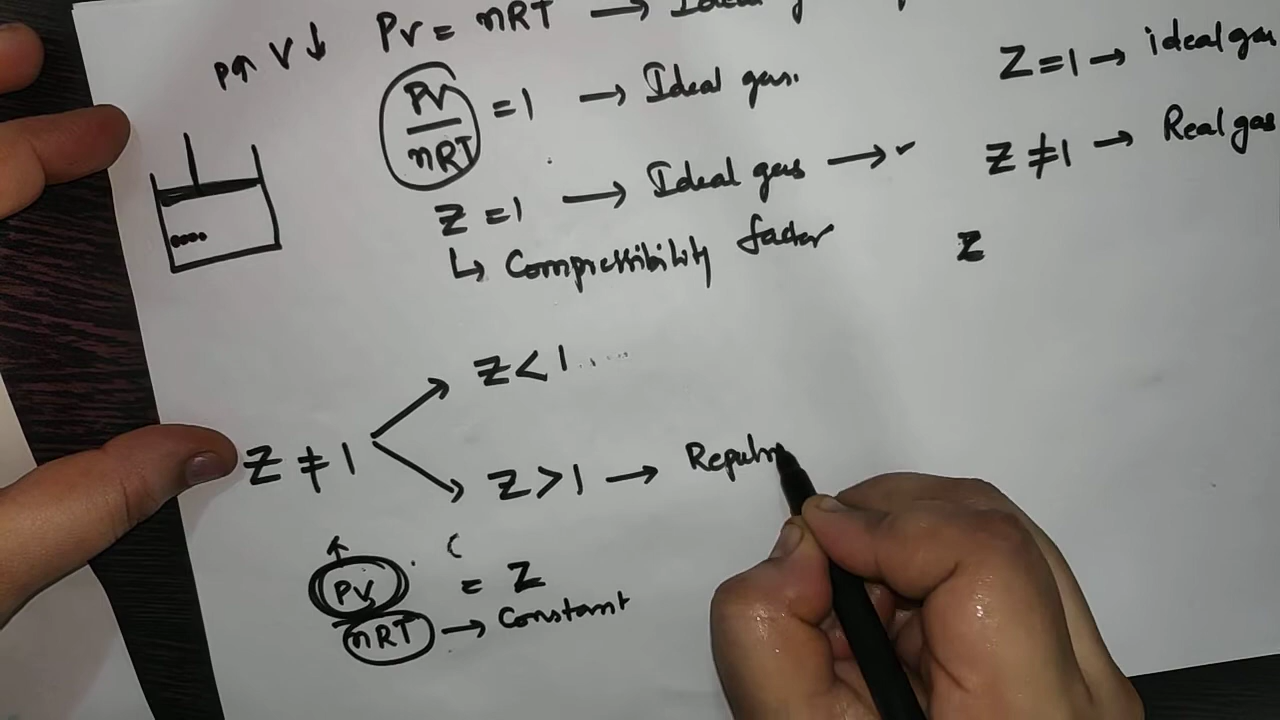 P↑ V↓ PV = nRT → Ideal
PV/nRT = 1 → Ideal gas.
Z = 1 → Ideal gas →
↳ Compressibility factor
Z = 1 → ideal gas
Z ≠ 1 → Real gas
Z
Z < 1 .....
Z ≠ 1
Z > 1 → Repuls
↑ (
PV/nRT = Z
→ Constant